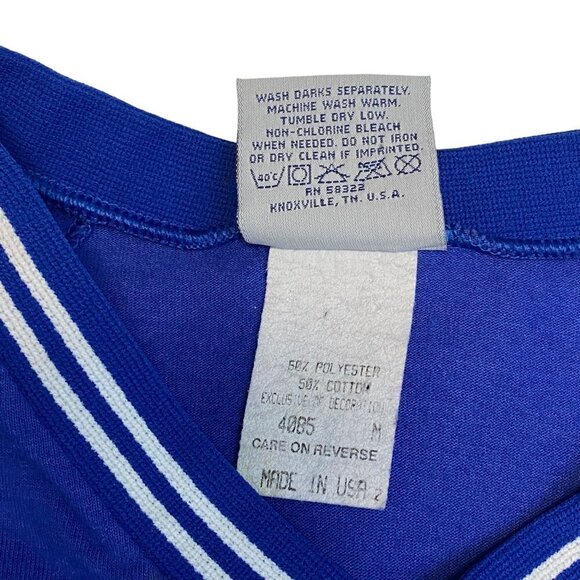 WASH DARKS SEPARATELY.
MACHINE WASH WARM.
TUMBLE DRY LOW.
NON-CHLORINE BLEACH
WHEN NEEDED. DO NOT IRON
OR DRY CLEAN IF IMPRINTED.
40°C
RN 58322
KNOXVILLE, TN. U.S.A.
50% POLYESTER
50% COTTON
EXCLUSIVE OF DECORATION
4085 M
CARE ON REVERSE
MADE IN USA 2